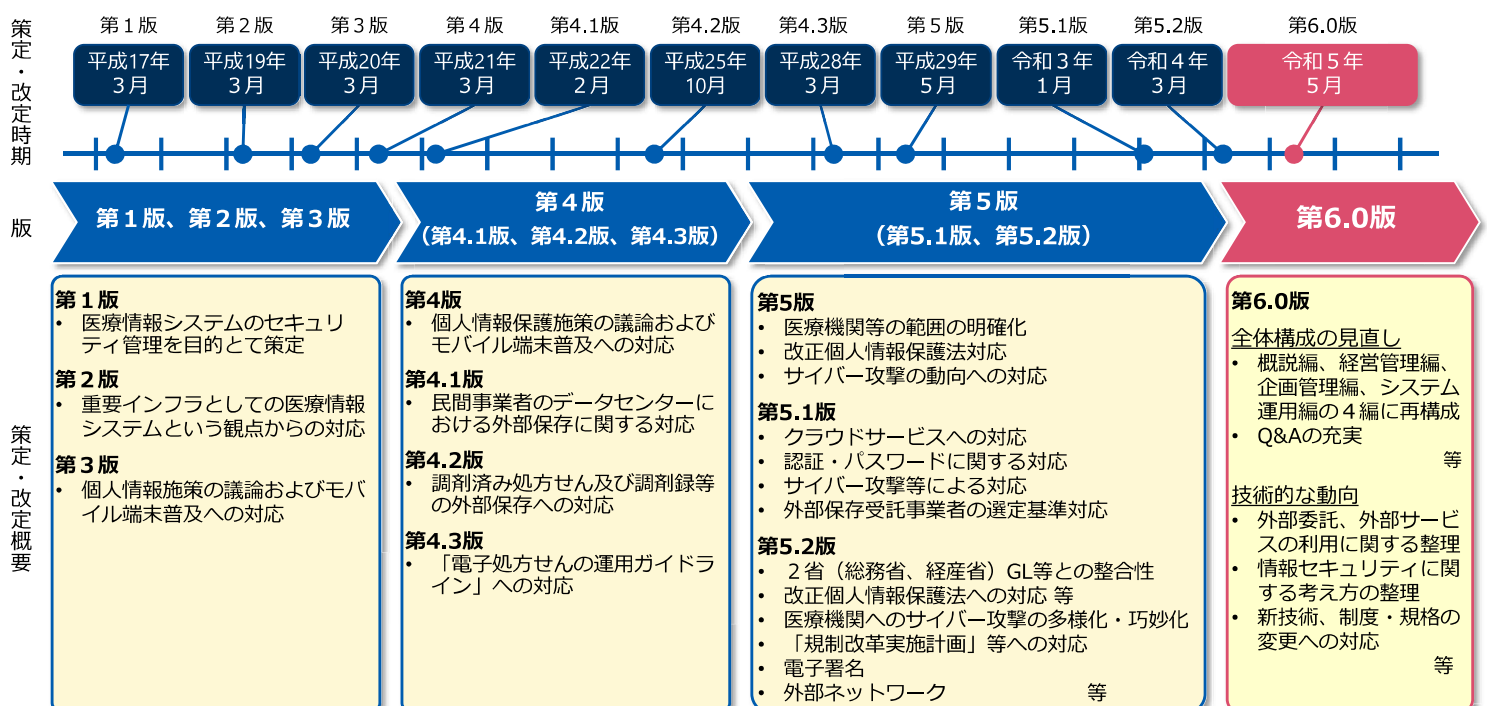 策定・改定時期
第１版
平成17年
３月
第２版
平成19年
３月
第３版
平成20年
３月
第４版
平成21年
３月
第4.1版
平成22年
２月
第4.2版
平成25年
10月
第4.3版
平成28年
３月
第５版
平成29年
５月
第5.1版
令和３年
１月
第5.2版
令和４年
３月
第6.0版
令和５年
５月
版
第１版、第２版、第３版
第４版
（第4.1版、第4.2版、第4.3版）
第５版
（第5.1版、第5.2版）
第6.0版
策定・改定概要
第１版
• 医療情報システムのセキュリ
ティ管理を目的とて策定
第２版
• 重要インフラとしての医療情報
システムという観点からの対応
第３版
• 個人情報施策の議論およびモバ
イル端末普及への対応
第4版
• 個人情報保護施策の議論および
モバイル端末普及への対応
第4.1版
• 民間事業者のデータセンターに
おける外部保存に関する対応
第4.2版
• 調剤済み処方せん及び調剤録等
の外部保存への対応
第4.3版
• 「電子処方せんの運用ガイドラ
イン」への対応
第5版
• 医療機関等の範囲の明確化
• 改正個人情報保護法対応
• サイバー攻撃の動向への対応
第5.1版
• クラウドサービスへの対応
• 認証・パスワードに関する対応
• サイバー攻撃等による対応
• 外部保存受託事業者の選定基準対応
第5.2版
• ２省（総務省、経産省）GL等との整合性
• 改正個人情報保護法への対応 等
• 医療機関へのサイバー攻撃の多様化・巧妙化
• 「規制改革実施計画」等への対応
• 電子署名
• 外部ネットワーク 等
第6.0版
全体構成の見直し
• 概説編、経営管理編、
企画管理編、システム
運用編の４編に再構成
• Q&Aの充実
等
技術的な動向
• 外部委託、外部サービ
スの利用に関する整理
• 情報セキュリティに関
する考え方の整理
• 新技術、制度・規格の
変更への対応
等